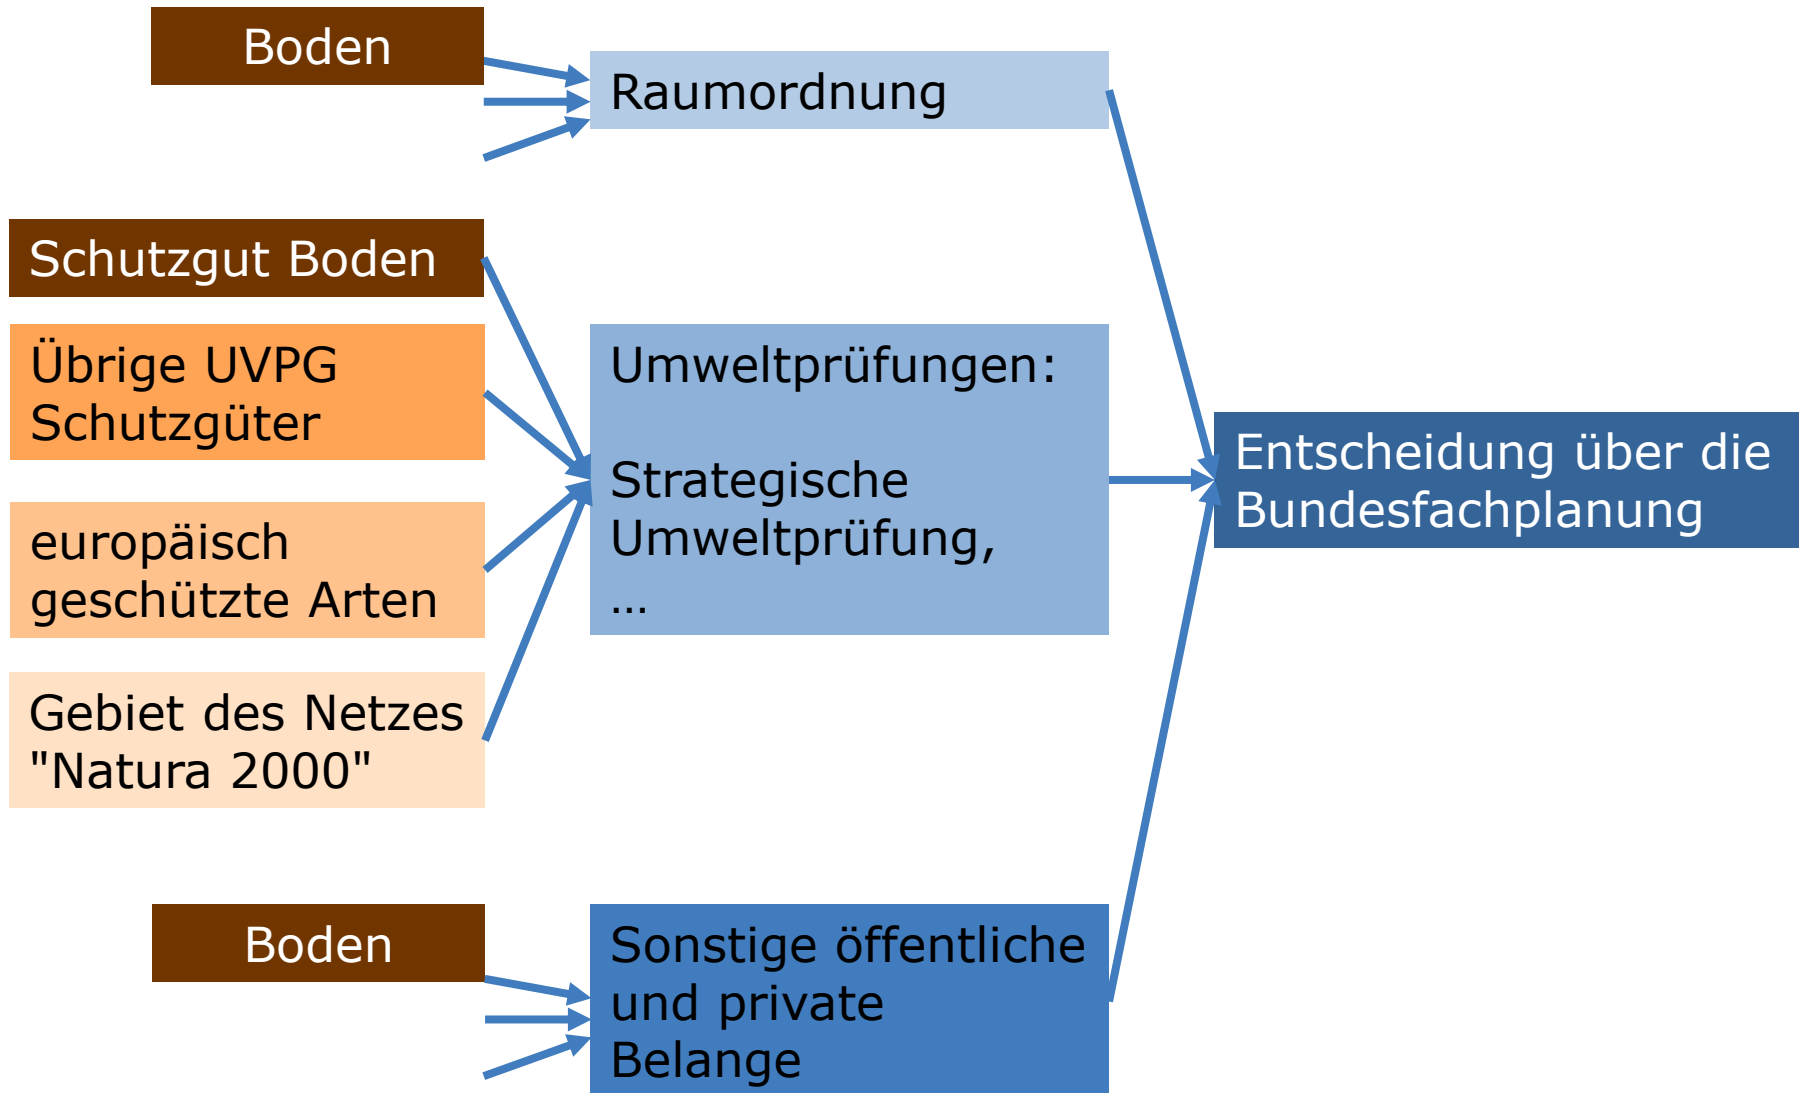 Boden
Raumordnung
Schutzgut Boden
Übrige UVPG
Schutzgüter
europäisch
geschützte Arten
Gebiet des Netzes
"Natura 2000"
Umweltprüfungen:
Strategische
Umweltprüfung,
...
Entscheidung über die
Bundesfachplanung
Boden
Sonstige öffentliche
und private
Belange